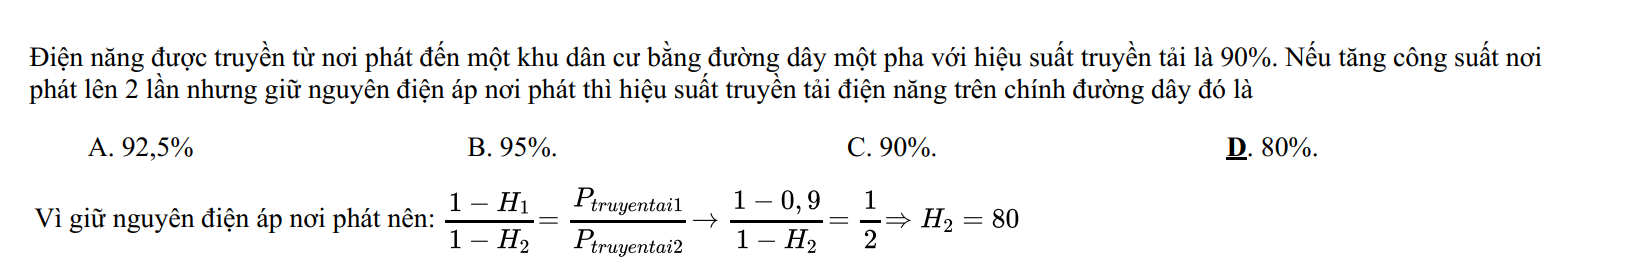 Điện năng được truyền từ nơi phát đến một khu dân cư bằng đường dây một pha với hiệu suất truyền tải là 90%. Nếu tăng công suất nơi
phát lên 2 lần nhưng giữ nguyên điện áp nơi phát thì hiệu suất truyền tải điện năng trên chính đường dây đó là
A. 92,5% B. 95%. C. 90%. D. 80%.
Vì giữ nguyên điện áp nơi phát nên: \frac{1-H_1}{1-H_2} = \frac{P_{truyentai1}}{P_{truyentai2}} → \frac{1-0,9}{1-H_2} = \frac{1}{2} ⇒ H_2 = 80